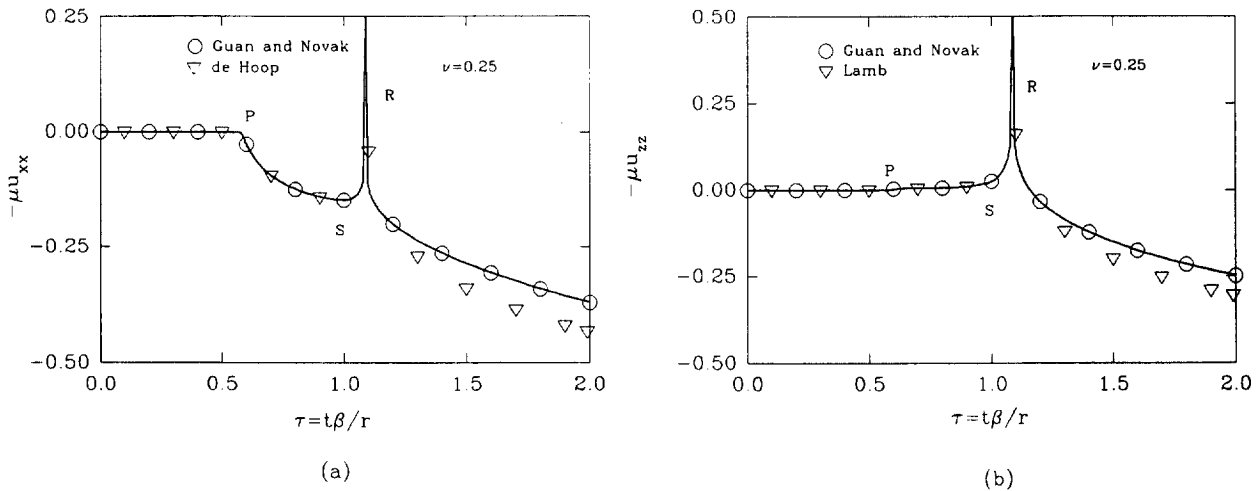 0.25
0.00
-0.25
-0.50
−μu_xx
○ Guan and Novak
▽ de Hoop
ν=0.25
P
S
R
0.0 0.6 1.0 1.5 2.0
τ=tβ/r
(a)
0.50
0.25
0.00
-0.25
-0.50
−μu_zz
○ Guan and Novak
▽ Lamb
ν=0.25
P
S
R
0.0 0.6 1.0 1.5 2.0
τ=tβ/r
(b)